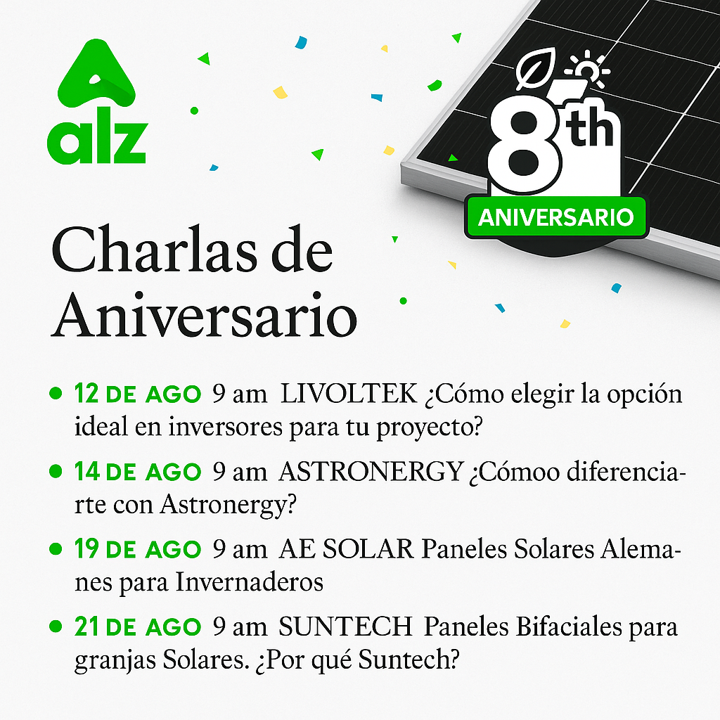 alz
8th
ANIVERSARIO
Charlas de
Aniversario
12 DE AGO 9 am LIVOLTEK ¿Cómo elegir la opción
ideal en inversores para tu proyecto?
14 DE AGO 9 am ASTRONERGY ¿Cómoo diferencia-
rte con Astronergy?
19 DE AGO 9 am AE SOLAR Paneles Solares Alema-
nes para Invernaderos
21 DE AGO 9 am SUNTECH Paneles Bifaciales para
granjas Solares. ¿Por qué Suntech?